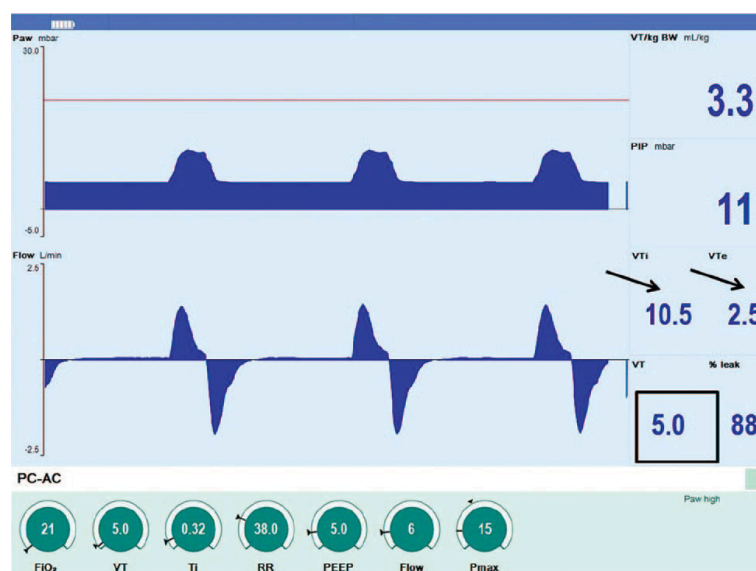 Paw mbar
30.0
-5.0
VT/kg BW mL/kg
3.3
PIP mbar
11
Flow L/min
2.5
-2.5
VTi VTe
10.5 2.5
VT % leak
5.0 88
PC-AC
Paw high
21 5.0 0.32 38.0 5.0 6 15
FiO₂ VT Ti RR PEEP Flow Pmax